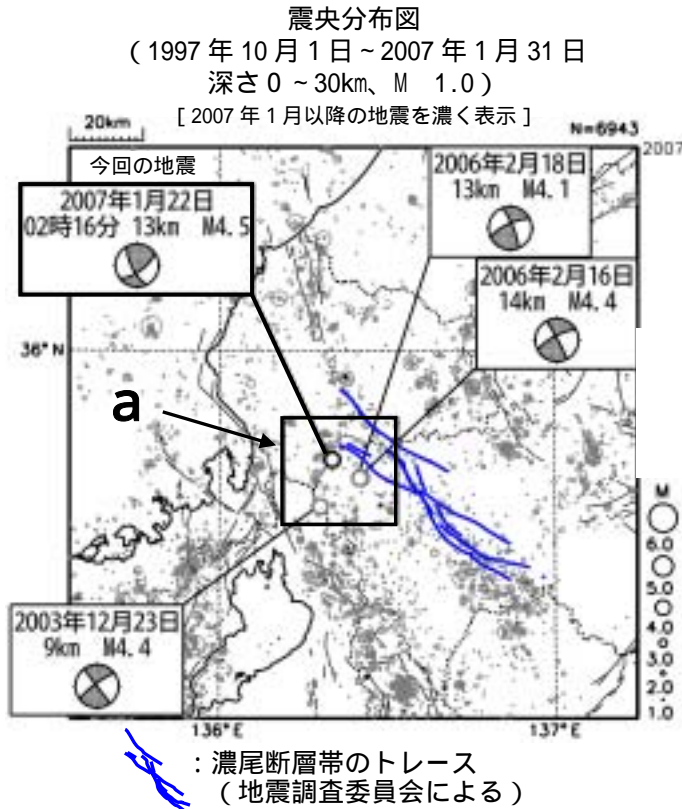 震央分布図
（1997年10月1日～2007年1月31日
深さ0～30km、M 1.0）
[2007年1月以降の地震を濃く表示]
20km
N=6943
2007
今回の地震
2007年1月22日
02時16分 13km M4.5
2006年2月18日
13km M4.1
2006年2月16日
14km M4.4
36°N
a
M
6.0
5.0
4.0
3.0
2.0
1.0
2003年12月23日
9km M4.4
136°E
137°E
：濃尾断層帯のトレース
（地震調査委員会による）